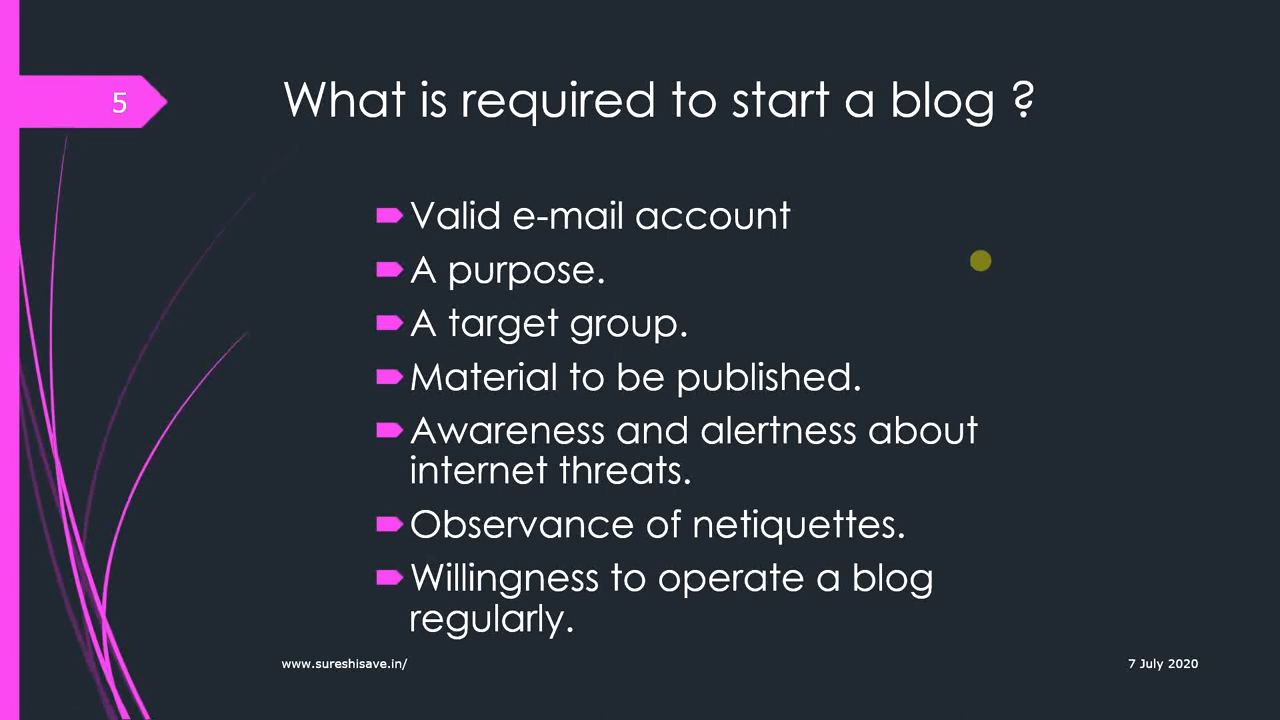 5
What is required to start a blog ?
Valid e-mail account
A purpose.
A target group.
Material to be published.
Awareness and alertness about
internet threats.
Observance of netiquettes.
Willingness to operate a blog
regularly.
www.sureshisave.in/
7 July 2020